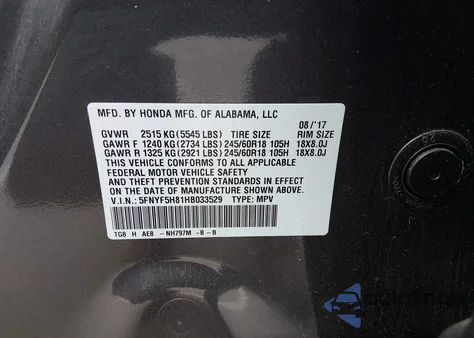 MFD. BY HONDA MFG. OF ALABAMA, LLC
08/'17
GVWR 2515 KG (5545 LBS) TIRE SIZE RIM SIZE
GAWR F 1240 KG (2734 LBS) 245/60R18 105H 18X8.0J
GAWR R 1325 KG (2921 LBS) 245/60R18 105H 18X8.0J
THIS VEHICLE CONFORMS TO ALL APPLICABLE
FEDERAL MOTOR VEHICLE SAFETY
AND THEFT PREVENTION STANDARDS IN EFFECT ON THE
DATE OF MANUFACTURE SHOWN ABOVE.
V.I.N.: 5FNYF5H81HB033529 TYPE: MPV
TG8 H AE8 -NH797M -B -B